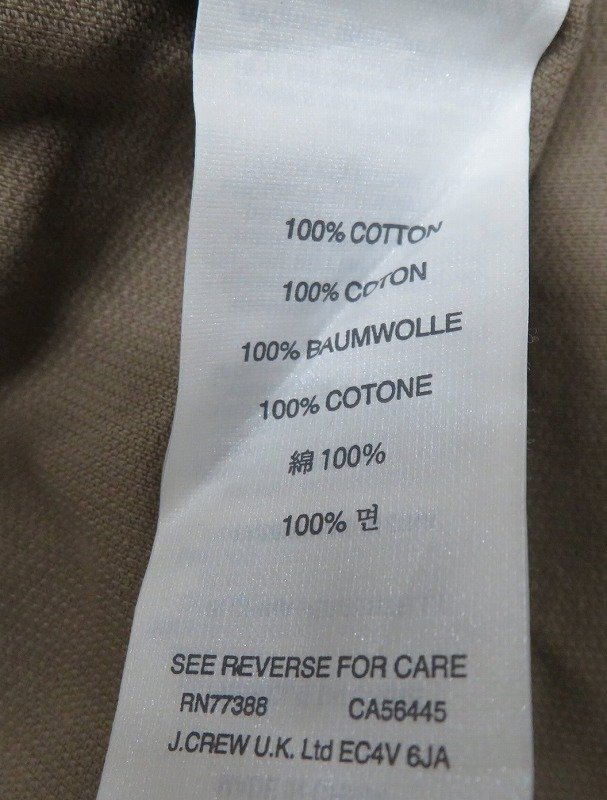 100% COTTON
100% COTON
100% BAUMWOLLE
100% COTONE
綿 100%
100% 면
SEE REVERSE FOR CARE
RN77388 CA56445
J.CREW U.K. Ltd EC4V 6JA